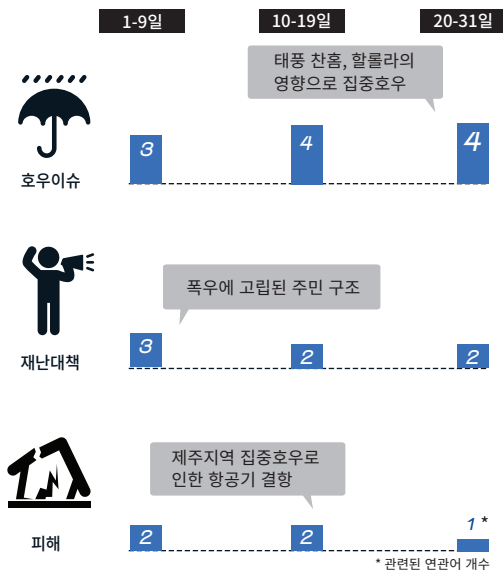 1-9일 10-19일 20-31일
태풍 찬홈, 할롤라의
영향으로 집중호우
호우이슈 3 4 4
폭우에 고립된 주민 구조
재난대책 3 2 2
제주지역 집중호우로
인한 항공기 결항
피해 2 2 1 *
* 관련된 연관어 개수